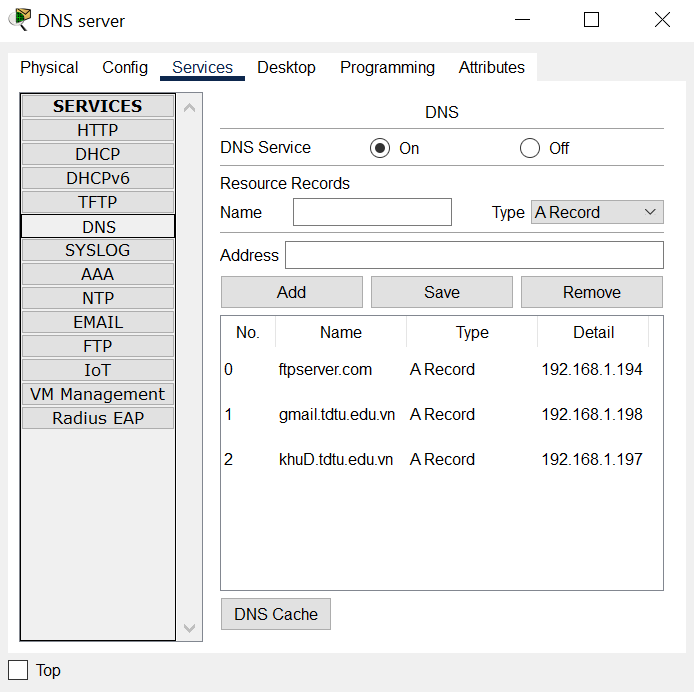 DNS server
Physical Config Services Desktop Programming Attributes
SERVICES
HTTP
DHCP
DHCPv6
TFTP
DNS
SYSLOG
AAA
NTP
EMAIL
FTP
IoT
VM Management
Radius EAP
DNS
DNS Service On Off
Resource Records
Name Type A Record
Address
Add Save Remove
No. Name Type Detail
0 ftpserver.com A Record 192.168.1.194
1 gmail.tdtu.edu.vn A Record 192.168.1.198
2 khuD.tdtu.edu.vn A Record 192.168.1.197
DNS Cache
Top